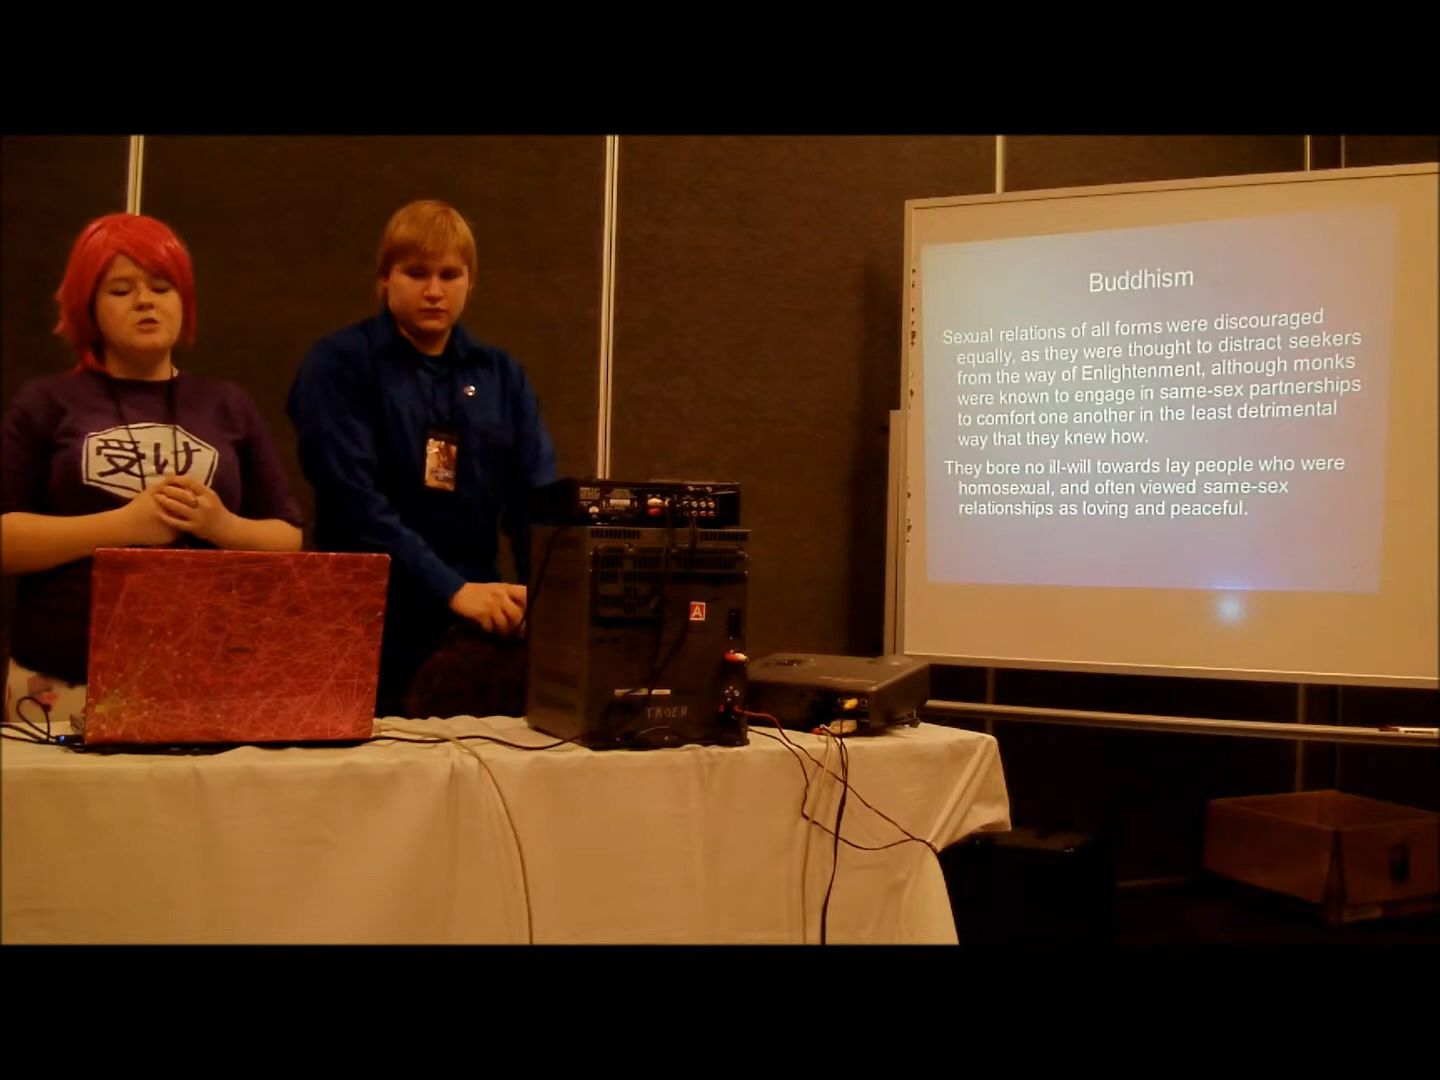 受け
Buddhism
Sexual relations of all forms were discouraged
equally, as they were thought to distract seekers
from the way of Enlightenment, although monks
were known to engage in same-sex partnerships
to comfort one another in the least detrimental
way that they knew how.
They bore no ill-will towards lay people who were
homosexual, and often viewed same-sex
relationships as loving and peaceful.
A